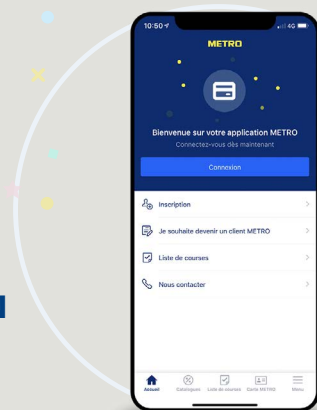 10:50
4G
METRO
Bienvenue sur votre application METRO
Connectez-vous dès maintenant
Connexion
Inscription
Je souhaite devenir un client METRO
Liste de courses
Nous contacter
Accueil
Catalogues
Liste de courses
Carte METRO
Menu